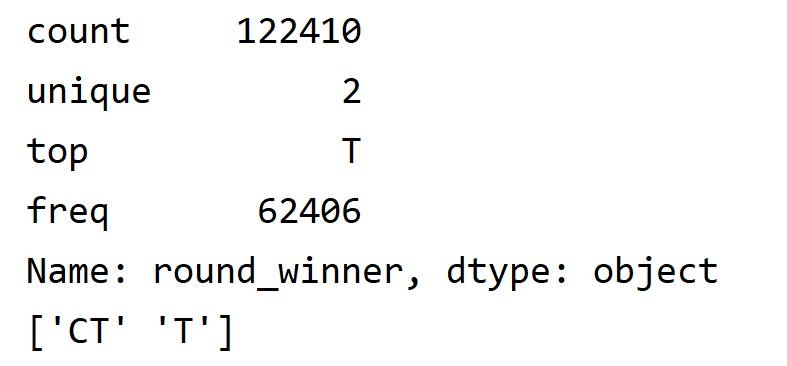 count     122410
unique         2
top            T
freq       62406
Name: round_winner, dtype: object
['CT' 'T']